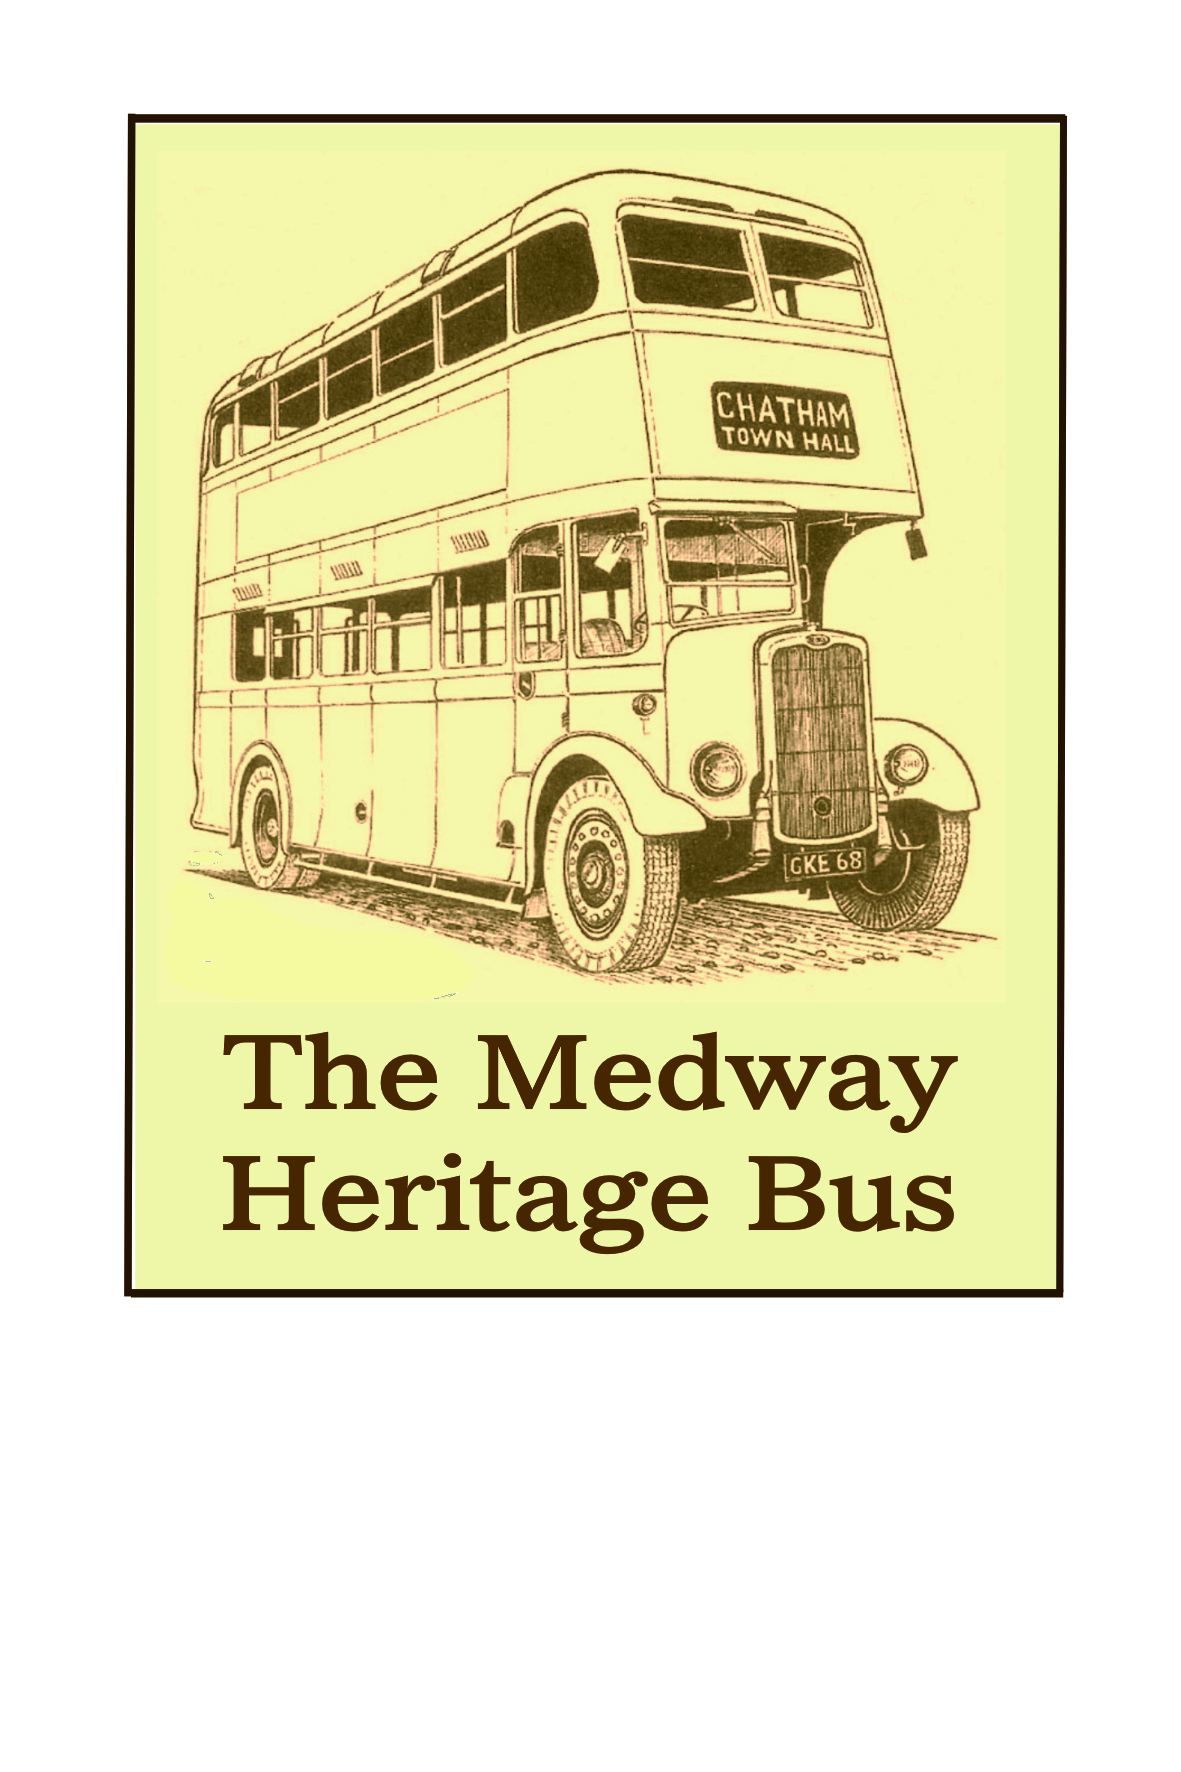 CHATHAM
TOWN HALL
GKE 68
The Medway
Heritage Bus